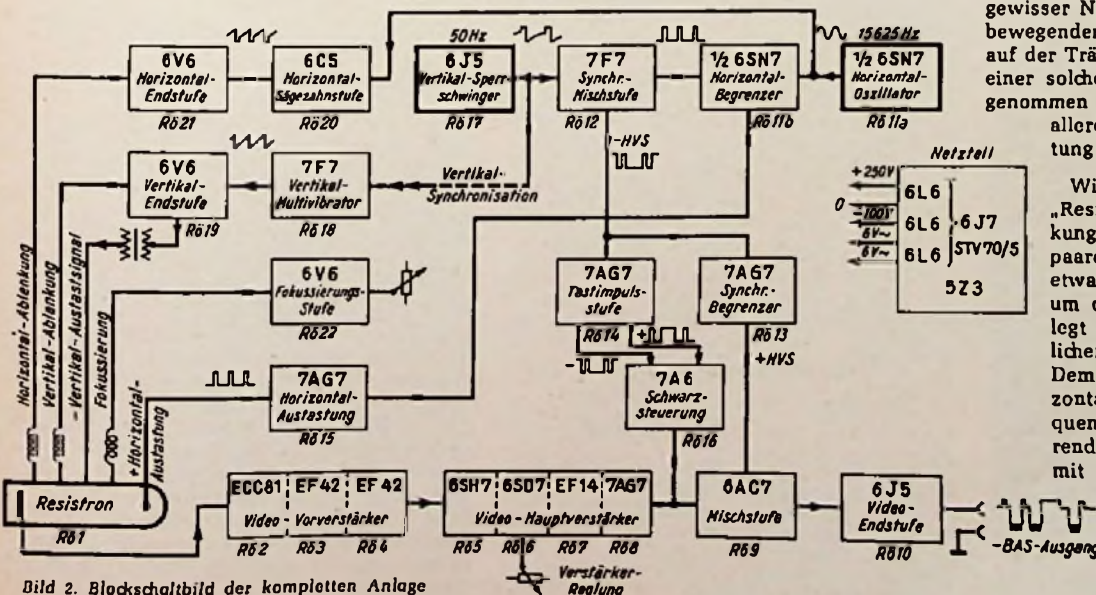 50Hz
15625Hz
6V6
Horizontal-
Endstufe
Rö21
6C5
Horizontal-
Sägezahnstufe
Rö20
6J5
Vertikal-Sperr-
schwinger
Rö17
7F7
Synchr.-
Mischstufe
Rö12
½ 6SN7
Horizontal-
Begrenzer
Rö11b
½ 6SN7
Horizontal-
Oszillator
Rö11a
-HVS
6V6
Vertikal-
Endstufe
Rö19
7F7
Vertikal-
Multivibrator
Rö18
Vertikal-
Synchronisation
6V6
Fokussierungs-
Stufe
Rö22
7AG7
Tastimpuls-
stufe
Rö14
7AG7
Synchr.-
Begrenzer
Rö13
+HVS
+
-
7A6
Schwarz-
steuerung
Rö16
7AG7
Horizontal-
Austastung
Rö15
Horizontal-Ablenkung
Vertikal-Ablenkung
- Vertikal-Austastsignal
Fokussierung
+ Horizontal-
Austastung
Resistron
Rö1
ECC81 EF42 EF42
Video-Vorverstärker
Rö2 Rö3 Rö4
6SH7 6SD7 EF14 7AG7
Video-Hauptverstärker
Rö5 Rö6 Rö7 Rö8
Verstärker-
Regelung
6AC7
Mischstufe
Rö9
6J5
Video-
Endstufe
Rö10
-BAS-Ausgang
Netzteil
+250V
0
-100V
6V~
6V~
6L6
6L6
6L6
6J7
STV70/5
5Z3
Bild 2. Blockschaltbild der kompletten Anlage
gewisser N
bewegenden
auf der Trä
einer solche
genommen
allero
tung
Wi
„Res
kung
paare
etwa
um d
legt
licher
Dem
zonta
quen
rend
mit